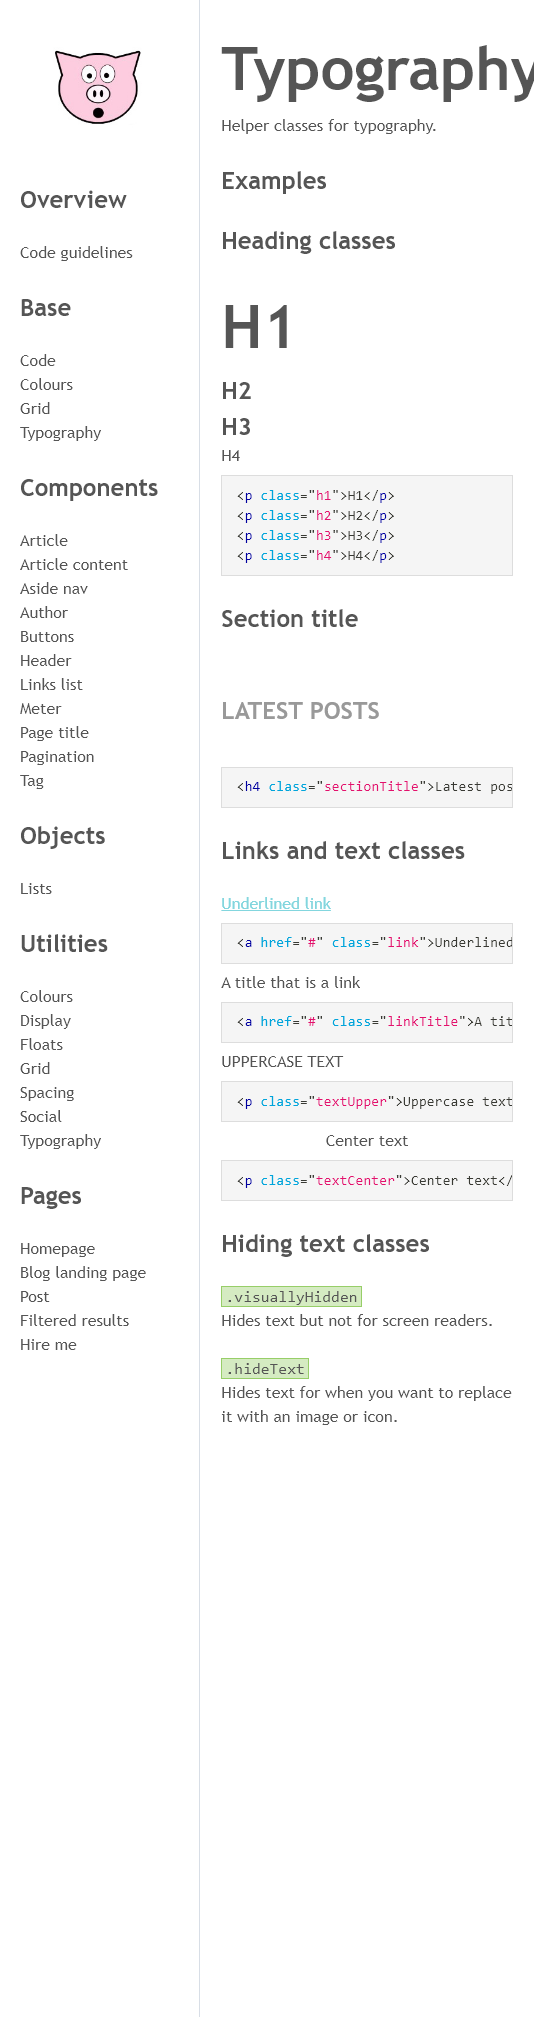 Overview
Code guidelines
Base
Code
Colours
Grid
Typography
Components
Article
Article content
Aside nav
Author
Buttons
Header
Links list
Meter
Page title
Pagination
Tag
Objects
Lists
Utilities
Colours
Display
Floats
Grid
Spacing
Social
Typography
Pages
Homepage
Blog landing page
Post
Filtered results
Hire me
Typography
Helper classes for typography.
Examples
Heading classes
H1
H2
H3
H4
<p class="h1">H1</p>
<p class="h2">H2</p>
<p class="h3">H3</p>
<p class="h4">H4</p>
Section title
LATEST POSTS
<h4 class="sectionTitle">Latest pos
Links and text classes
Underlined link
<a href="#" class="link">Underlined
A title that is a link
<a href="#" class="linkTitle">A tit
UPPERCASE TEXT
<p class="textUpper">Uppercase text
Center text
<p class="textCenter">Center text</
Hiding text classes
.visuallyHidden
Hides text but not for screen readers.
.hideText
Hides text for when you want to replace
it with an image or icon.